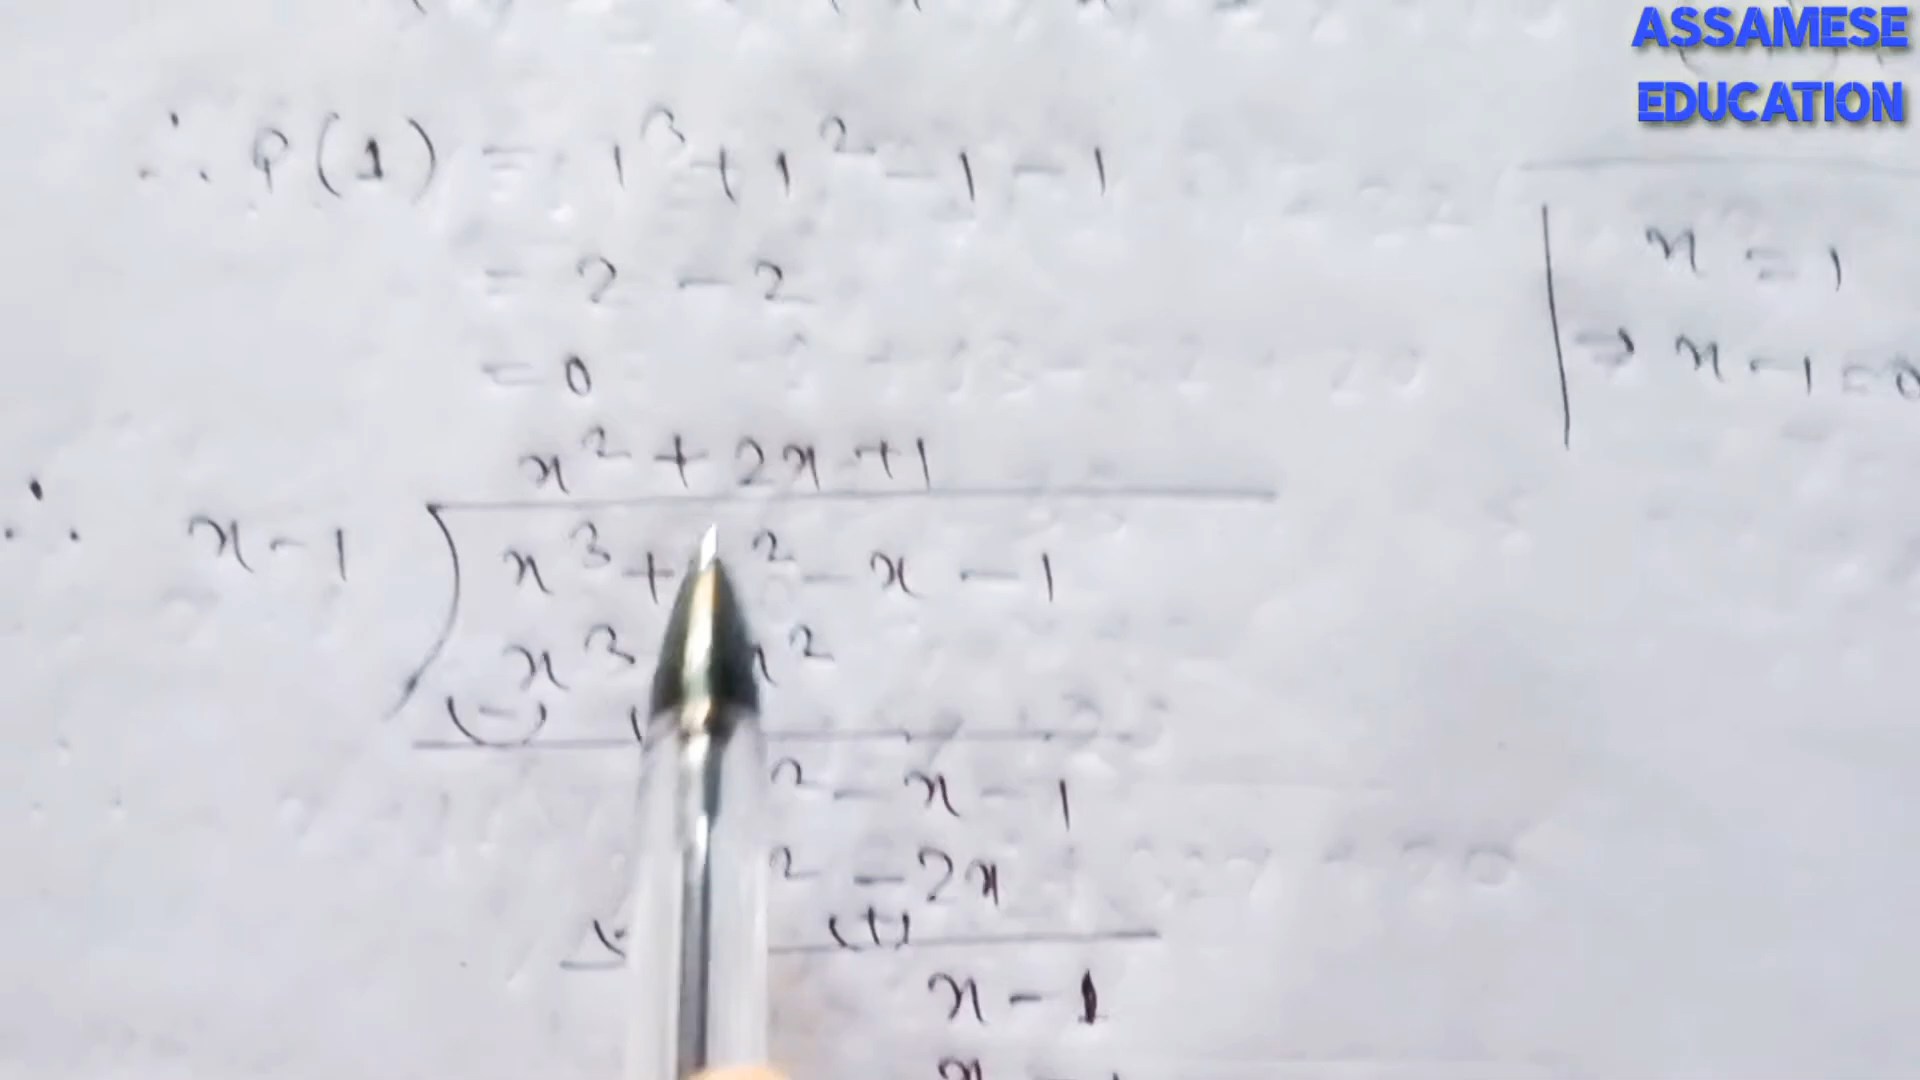 ASSAMESE
EDUCATION
∴ P(1) = 1³ + 1² - 1 - 1
= 2 - 2
= 0
x = 1
⇒ x - 1 = 0
x² + 2x + 1
∴ x - 1 ) x³ + ² - x - 1
x³ x²
(-)
² - x - 1
² - 2x
(+)
x - 1